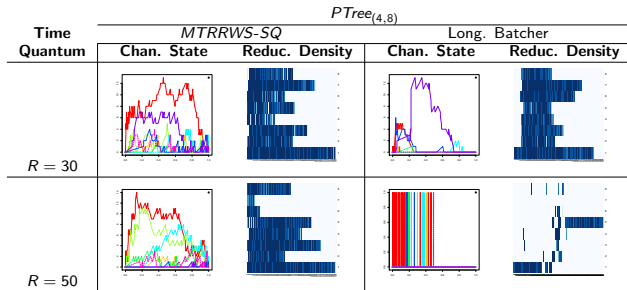 PTree(4,8)
Time Quantum
MTRRWS-SQ
Long. Batcher
Chan. State
Reduc. Density
Chan. State
Reduc. Density
R = 30
R = 50